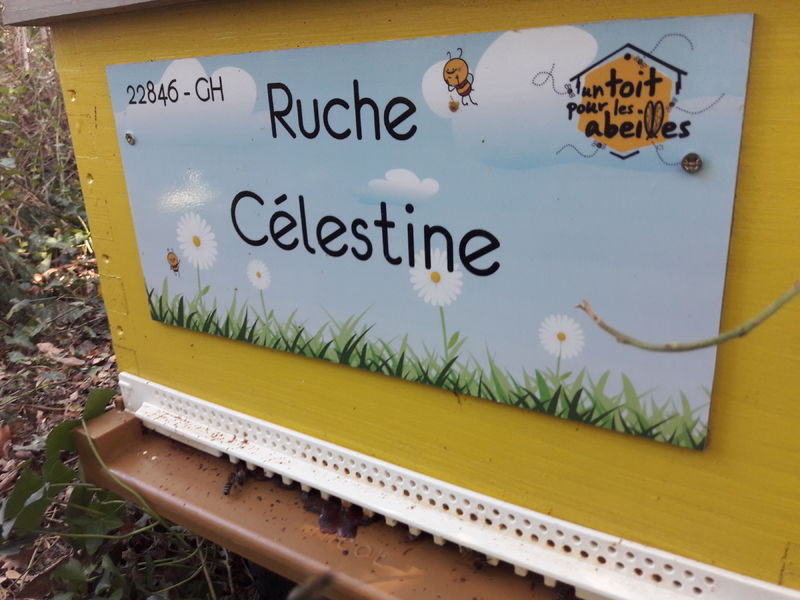 22846 - GH
Ruche
Célestine
un toit
pour les
abeilles